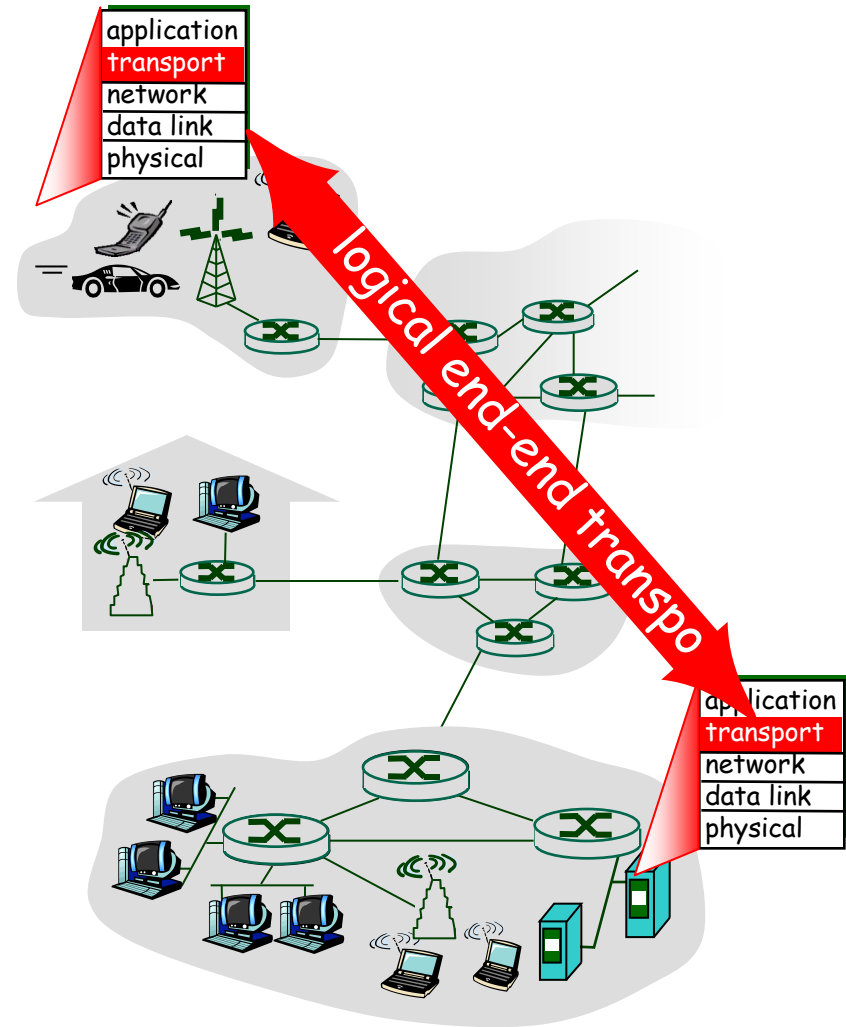 application
transport
network
data link
physical
logical end-end transpo
application
transport
network
data link
physical